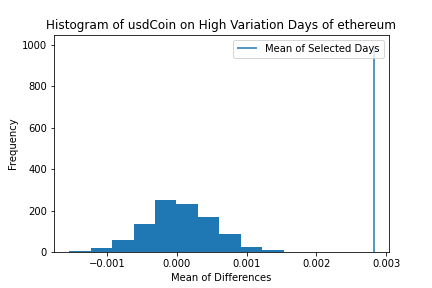 Histogram of usdCoin on High Variation Days of ethereum
Mean of Selected Days
1000
800
600
400
200
0
Frequency
−0.001 0.000 0.001 0.002 0.003
Mean of Differences